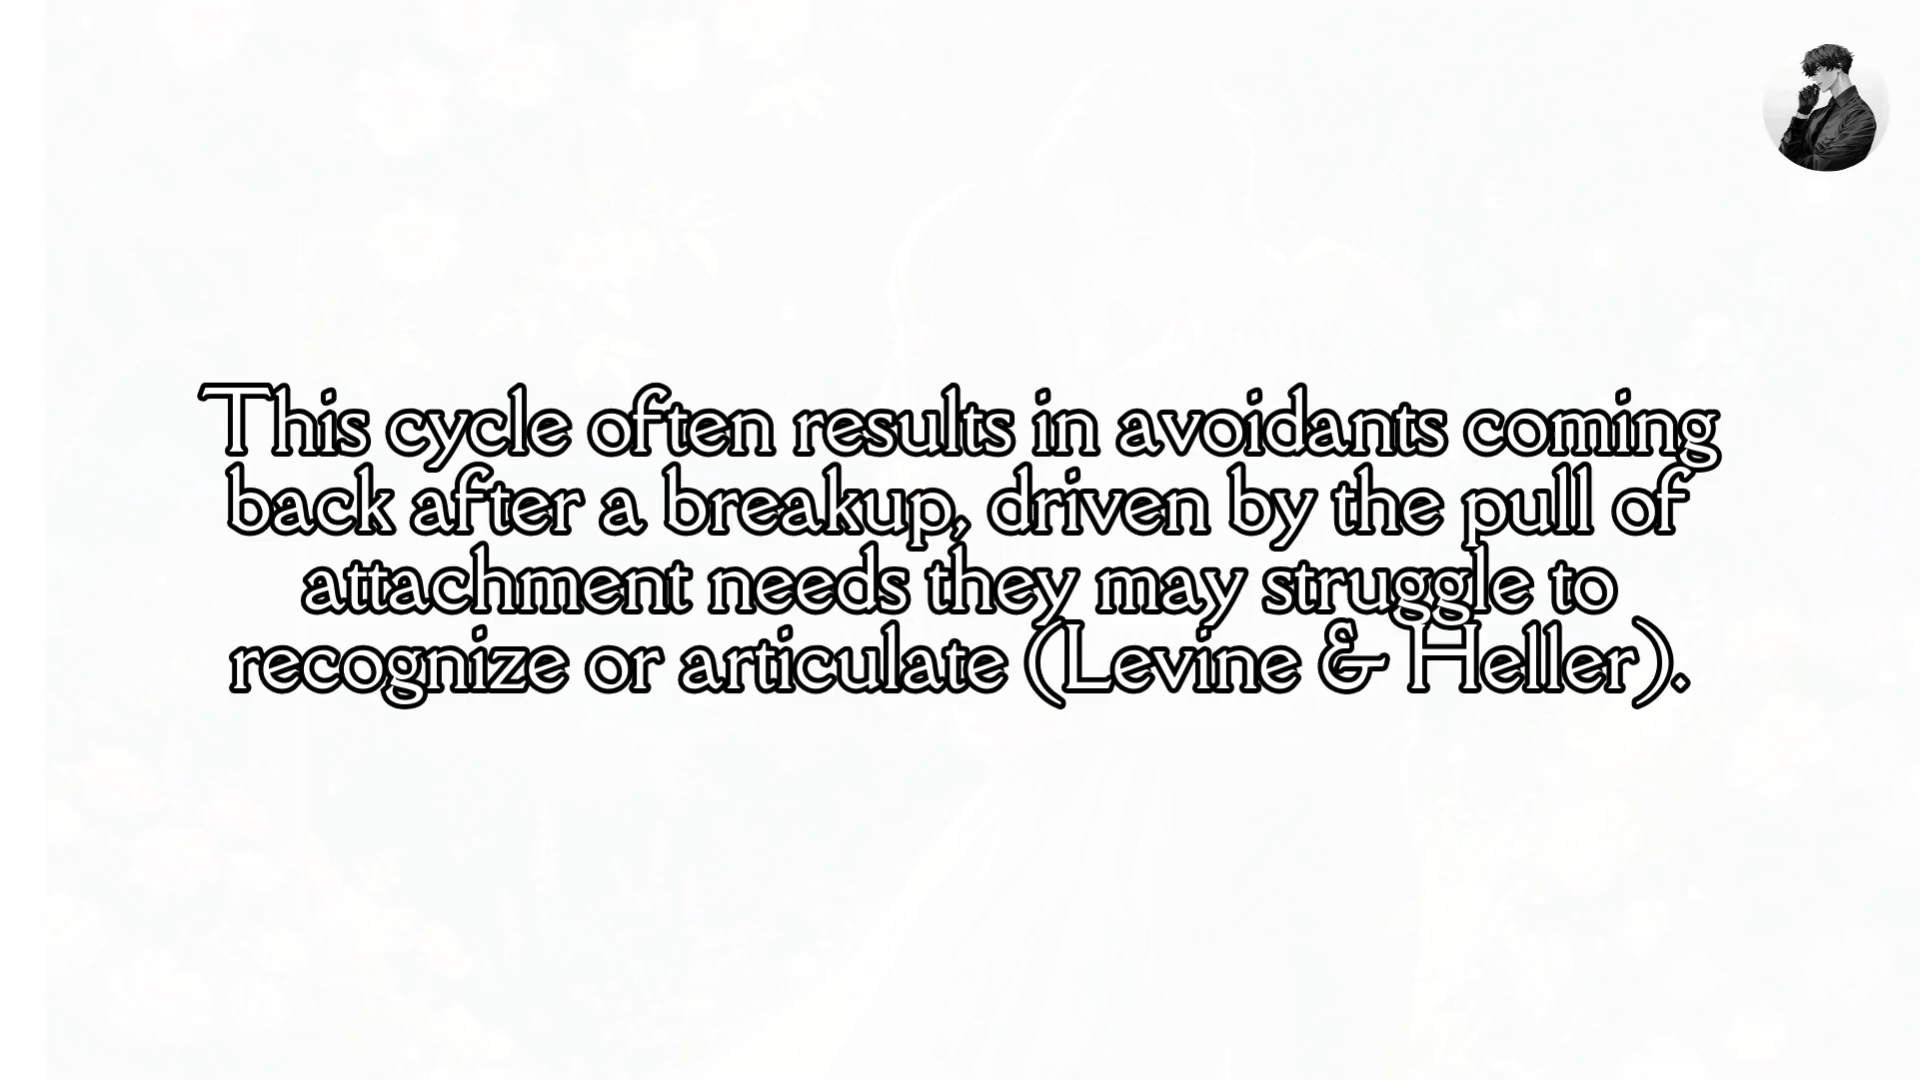 This cycle often results in avoidants coming
back after a breakup, driven by the pull of
attachment needs they may struggle to
recognize or articulate (Levine & Heller).